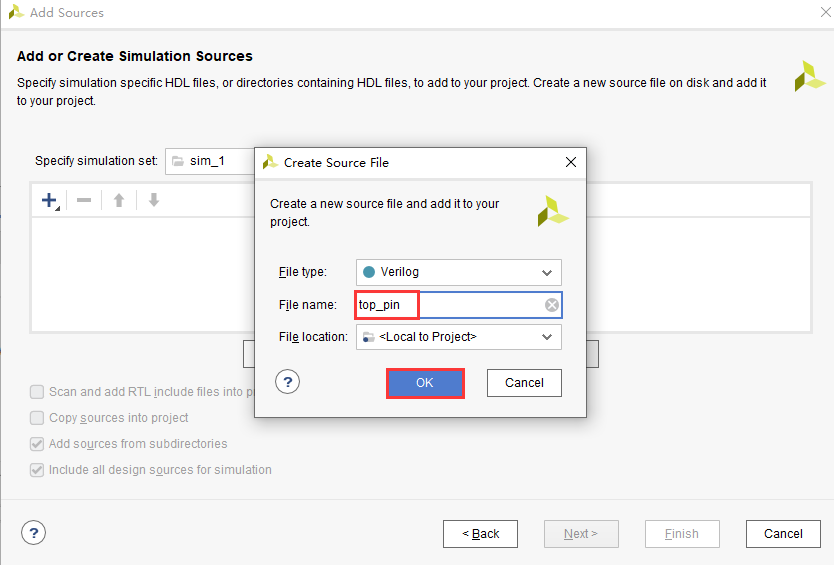 Add Sources
Add or Create Simulation Sources
Specify simulation specific HDL files, or directories containing HDL files, to add to your project. Create a new source file on disk and add it
to your project.
Specify simulation set: sim_1
Create Source File
Create a new source file and add it to your
project.
File type: Verilog
File name: top_pin
File location: <Local to Project>
? OK Cancel
Scan and add RTL include files into
Copy sources into project
Add sources from subdirectories
Include all design sources for simulation
? < Back Next > Finish Cancel